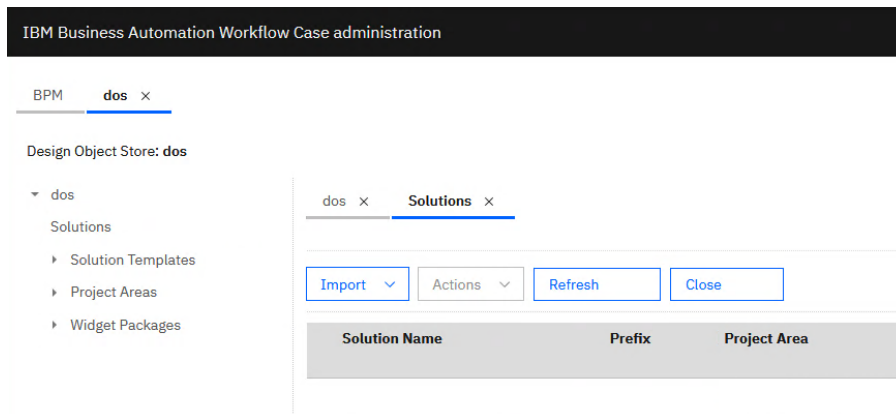 IBM Business Automation Workflow Case administration
BPM dos ×
Design Object Store: dos
dos
Solutions
Solution Templates
Project Areas
Widget Packages
dos × Solutions ×
Import Actions Refresh Close
Solution Name Prefix Project Area